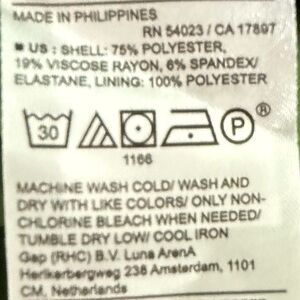 MADE IN PHILIPPINES
RN 54023 / CA 17897
■ US : SHELL: 75% POLYESTER,
19% VISCOSE RAYON, 6% SPANDEX/
ELASTANE, LINING: 100% POLYESTER
30 P ®
1166
MACHINE WASH COLD/ WASH AND
DRY WITH LIKE COLORS/ ONLY NON-
CHLORINE BLEACH WHEN NEEDED/
TUMBLE DRY LOW/ COOL IRON
Gap (RHC) B.V. Luna ArenA
Herikerbergweg 238 Amsterdam, 1101
CM, Netherlands